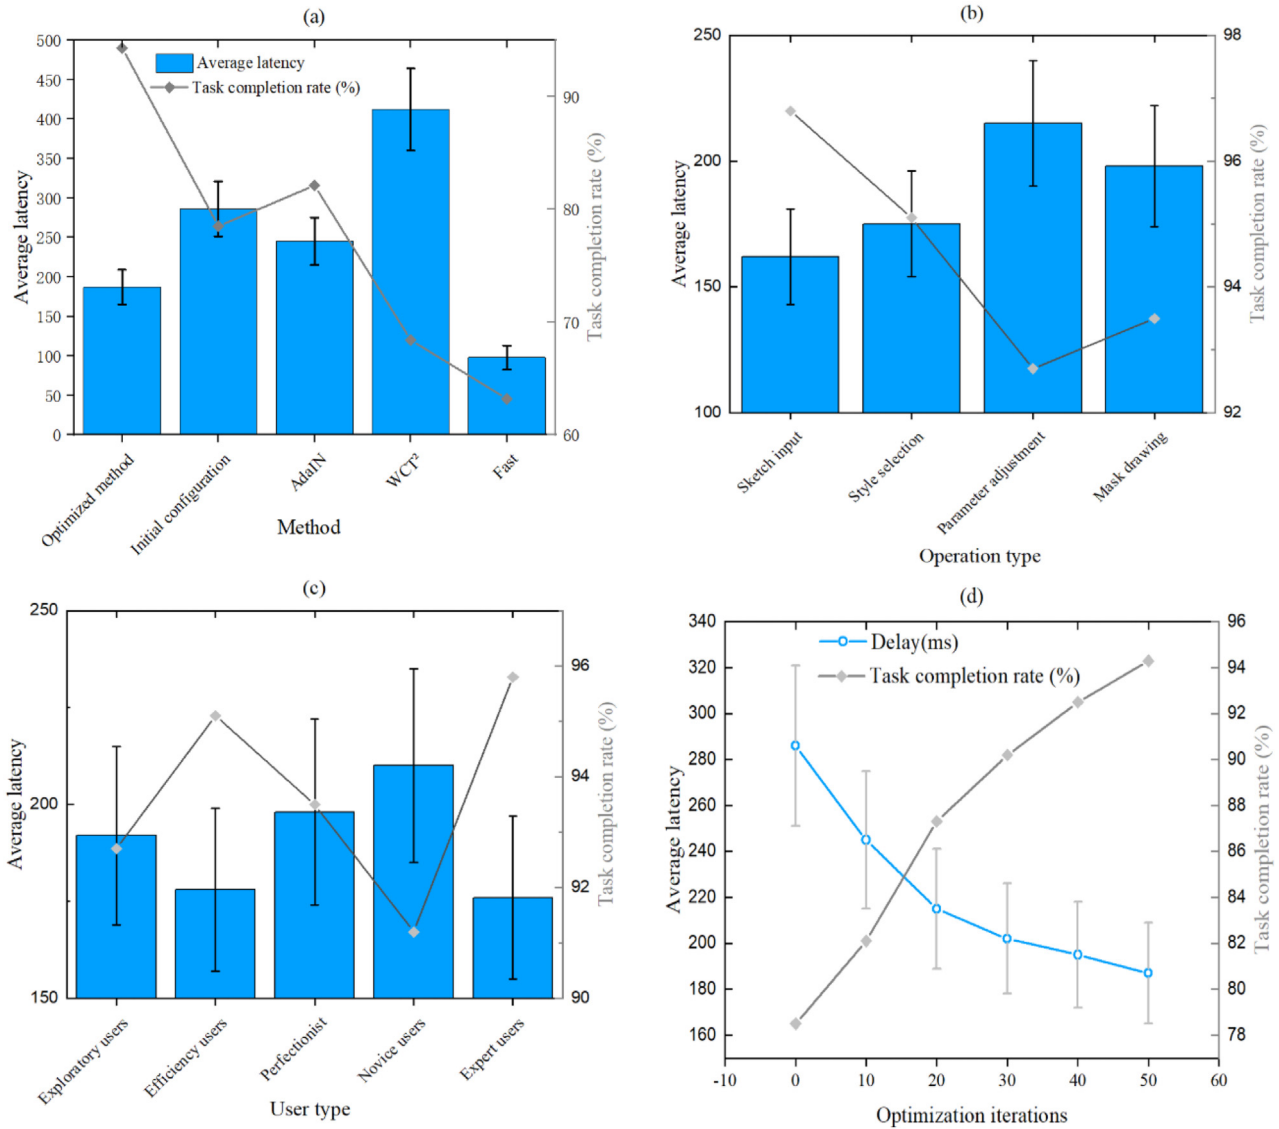 (a)
500
450
400
350
300
250
200
150
100
50
0
Average latency
Average latency
Task completion rate (%)
90
80
70
60
Task completion rate (%)
Optimized method
Initial configuration
AdaIN
WCT²
Fast
Method
(b)
250
200
150
100
Average latency
98
96
94
92
Task completion rate (%)
Sketch input
Style selection
Parameter adjustment
Mask drawing
Operation type
(c)
250
200
150
Average latency
96
94
92
90
Task completion rate (%)
Exploratory users
Efficiency users
Perfectionist
Novice users
Expert users
User type
(d)
340
320
300
280
260
240
220
200
180
160
Average latency
Delay(ms)
Task completion rate (%)
96
94
92
90
88
86
84
82
80
78
Task completion rate (%)
-10
0
10
20
30
40
50
60
Optimization iterations